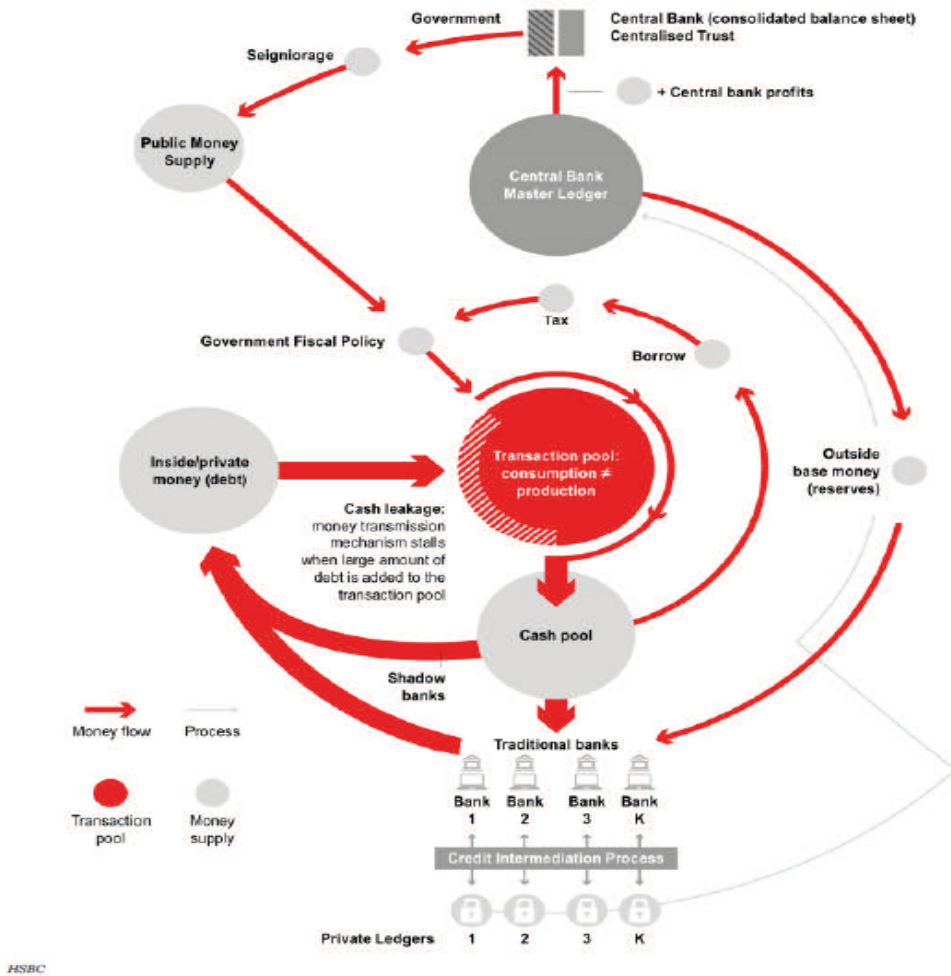 Government
Central Bank (consolidated balance sheet)
Centralised Trust
Seigniorage
+ Central bank profits
Public Money
Supply
Central Bank
Master Ledger
Tax
Government Fiscal Policy
Borrow
Inside/private
money (debt)
Transaction pool:
consumption ≠
production
Outside
base money
(reserves)
Cash leakage:
money transmission
mechanism stalls
when large amount of
debt is added to the
transaction pool
Cash pool
Shadow
banks
Money flow
Process
Traditional banks
Bank
1
Bank
2
Bank
3
Bank
K
Transaction
pool
Money
supply
Credit Intermediation Process
Private Ledgers
1
2
3
K
HSBC